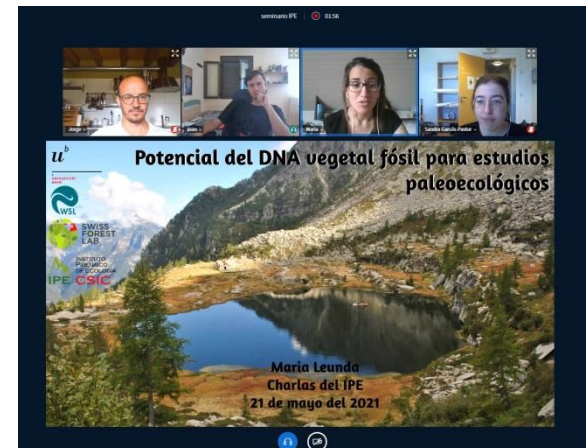 seminario IPE
01:56
Jorge
juan
Maria
Sandra García-Pastor
u^b
Potencial del DNA vegetal fósil para estudios
paleoecológicos
WSL
SWISS
FOREST
LAB
INSTITUTO
PIRENAICO
DE ECOLOGÍA
IPE CSIC
Maria Leunda
Charlas del IPE
21 de mayo del 2021